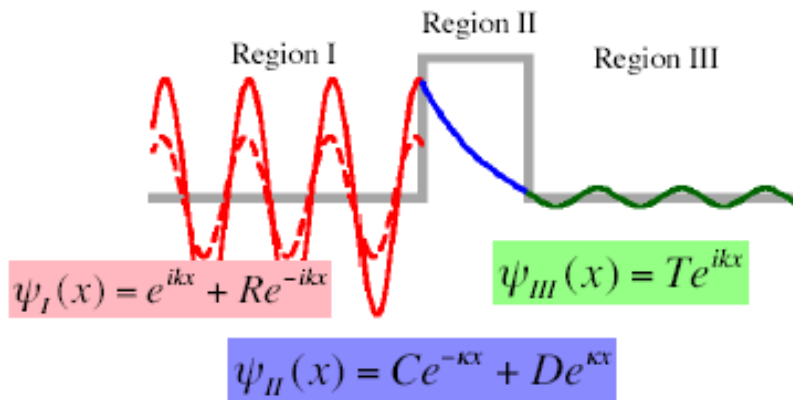 Region I
Region II
Region III
ψ_I(x) = e^{ikx} + Re^{-ikx}
ψ_{III}(x) = Te^{ikx}
ψ_{II}(x) = Ce^{-κx} + De^{κx}